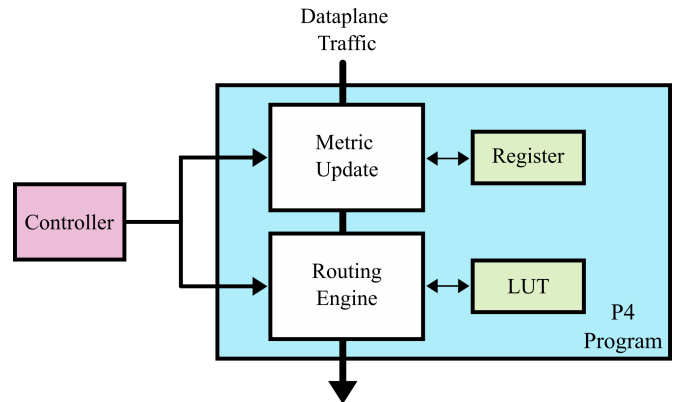 Dataplane
Traffic
Metric
Update
Register
Controller
Routing
Engine
LUT
P4
Program